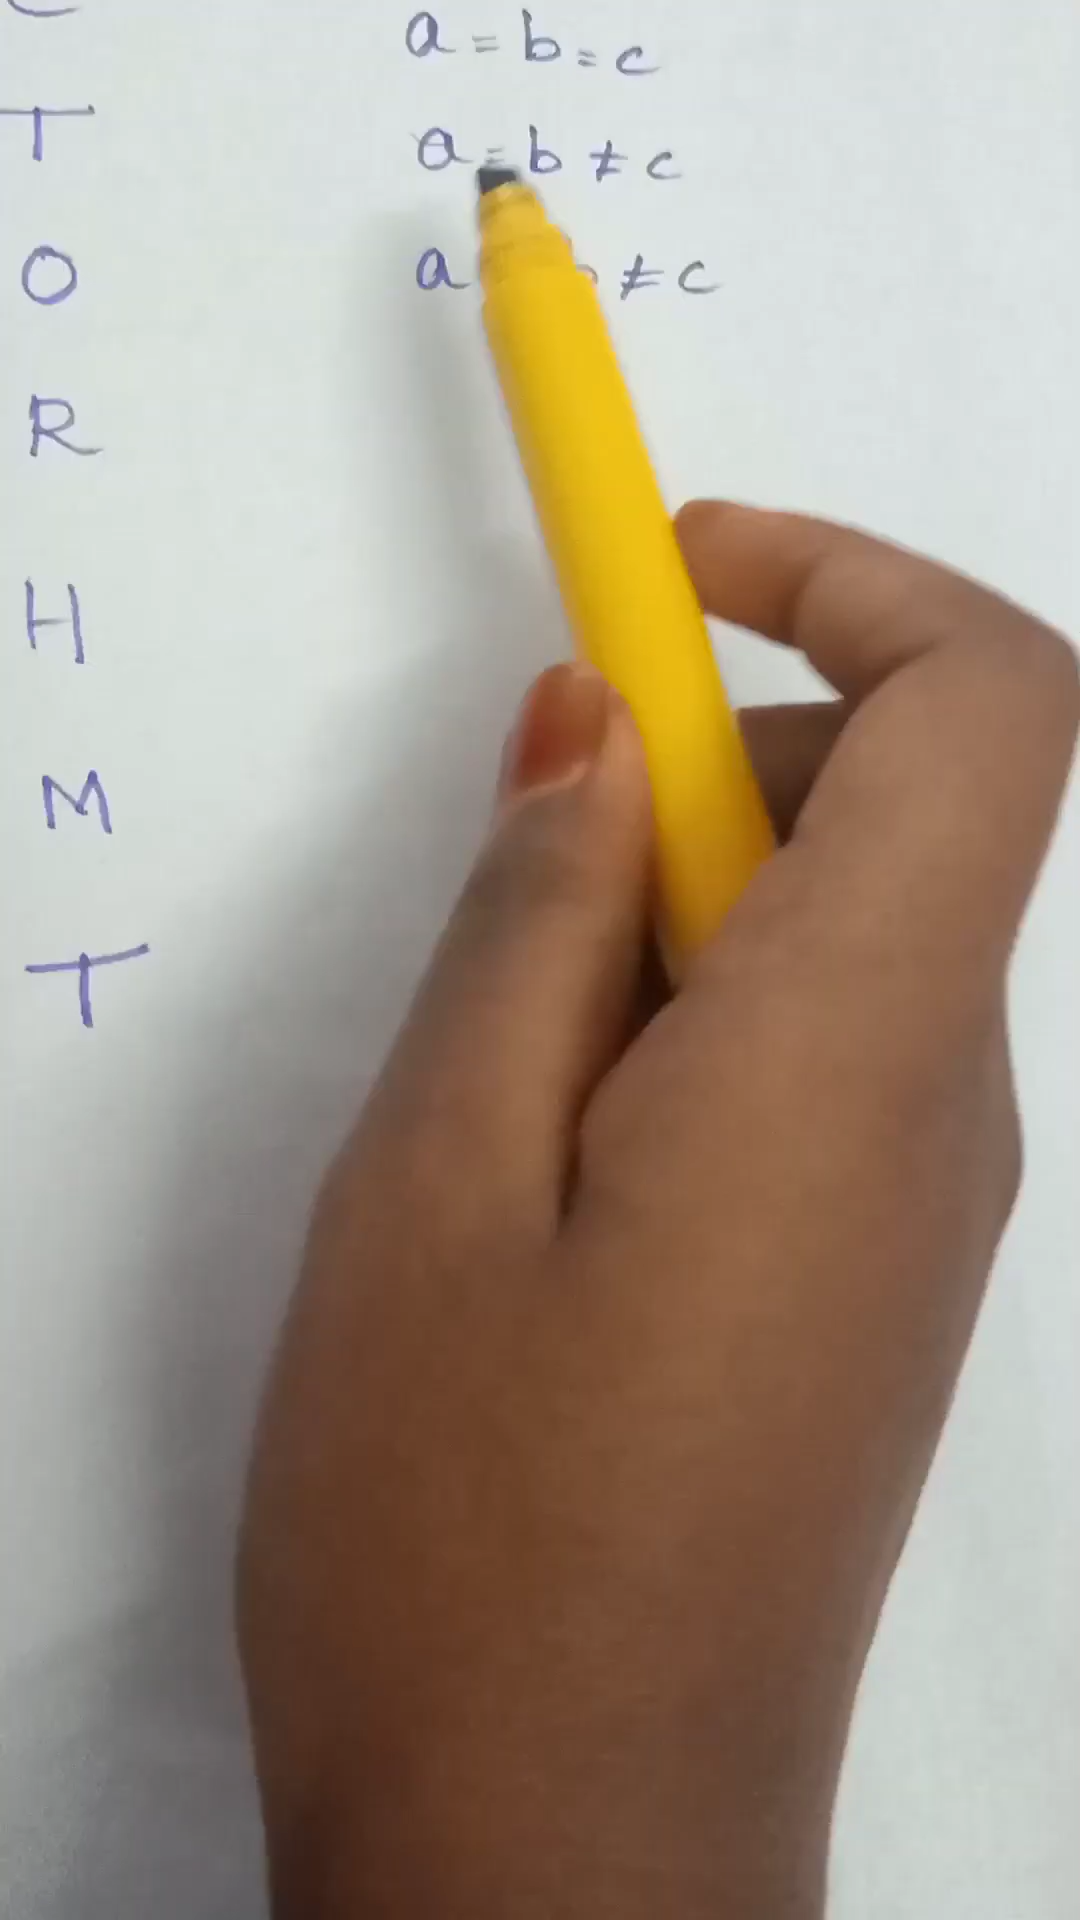 a = b = c
T a = b ≠ c
O a ≠ c
R
H
M
T